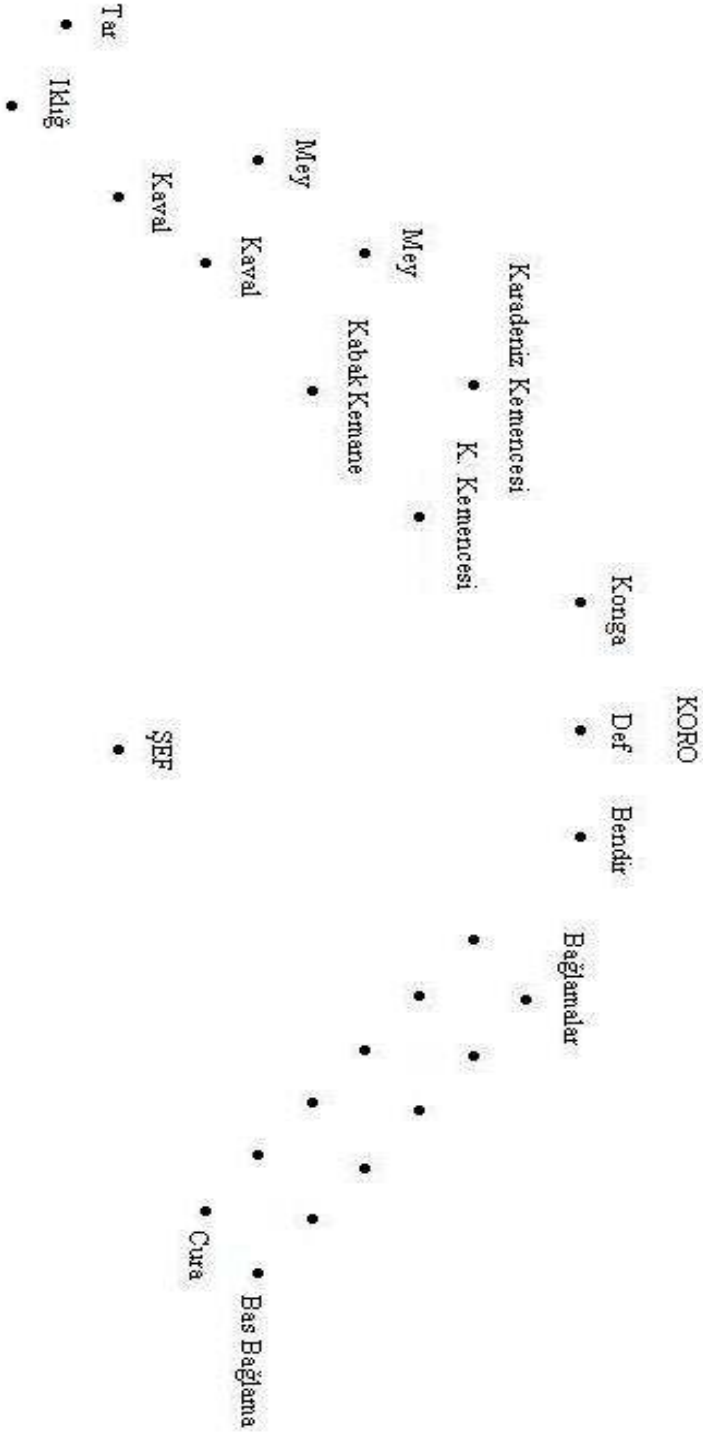 KORO
Konga
Def
Bendir
Bağlamalar
Karadeniz Kemencesi
K. Kemencesi
Mey
Kabak Kemane
Mey
Kaval
Bas Bağlama
Cura
Kaval
ŞEF
Tar
Iklığ